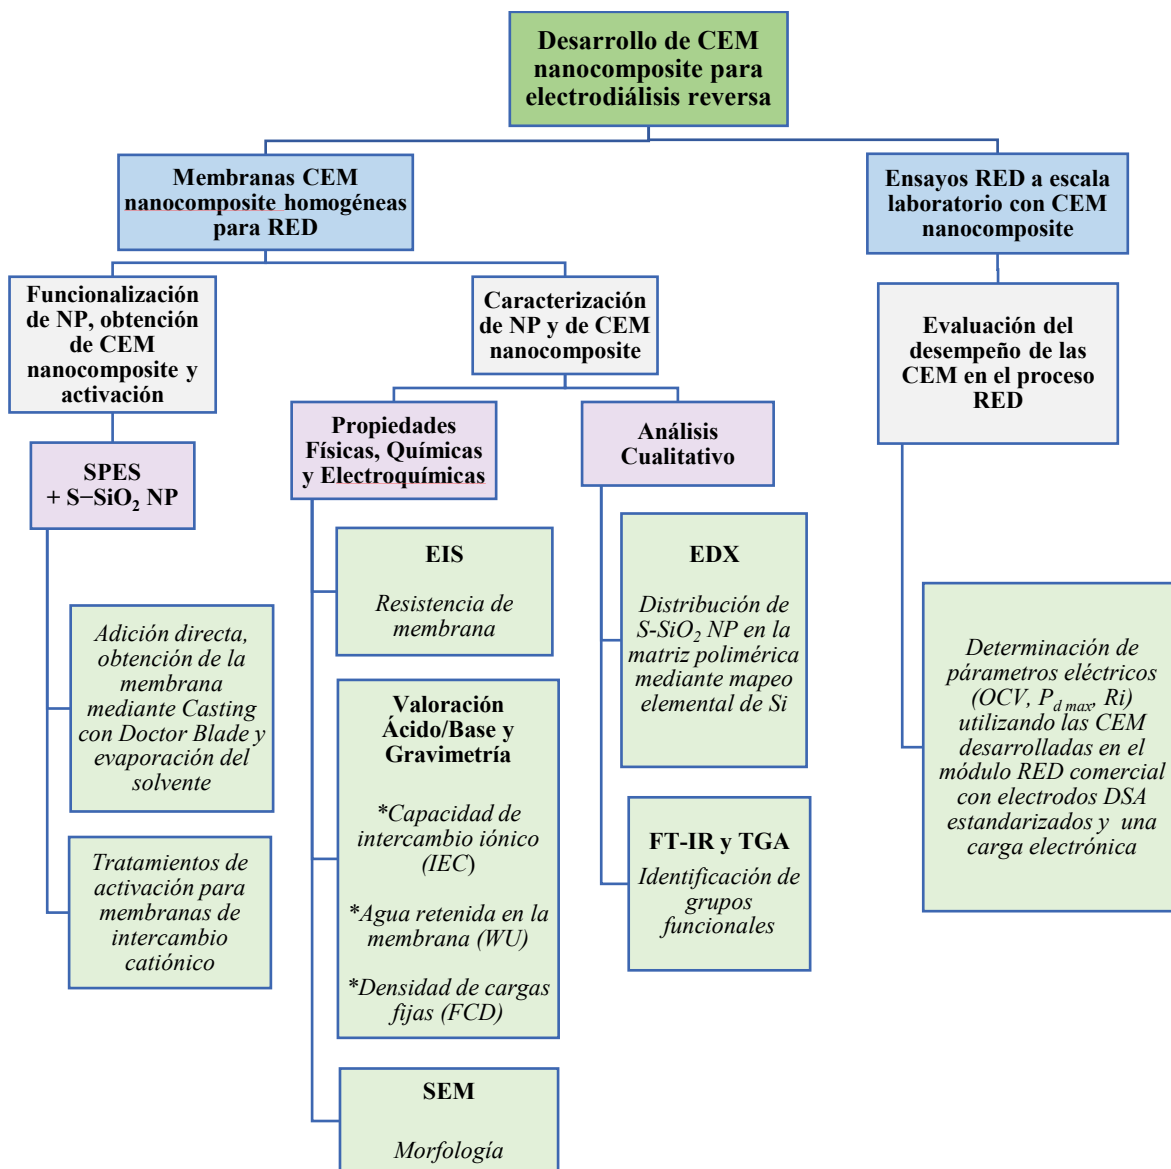 Desarrollo de CEM
nanocomposite para
electrodiálisis reversa
Membranas CEM
nanocomposite homogéneas
para RED
Ensayos RED a escala
laboratorio con CEM
nanocomposite
Funcionalización
de NP, obtención
de CEM
nanocomposite y
activación
Caracterización
de NP y de CEM
nanocomposite
Evaluación del
desempeño de las
CEM en el proceso
RED
SPES
+ S−SiO₂ NP
Propiedades
Físicas, Químicas
y Electroquímicas
Análisis
Cualitativo
Adición directa,
obtención de la
membrana
mediante Casting
con Doctor Blade y
evaporación del
solvente
Tratamientos de
activación para
membranas de
intercambio
catiónico
EIS
Resistencia de
membrana
Valoración
Ácido/Base y
Gravimetría
*Capacidad de
intercambio iónico
(IEC)
*Agua retenida en la
membrana (WU)
*Densidad de cargas
fijas (FCD)
SEM
Morfología
EDX
Distribución de
S-SiO₂ NP en la
matriz polimérica
mediante mapeo
elemental de Si
FT-IR y TGA
Identificación de
grupos
funcionales
Determinación de
párametros eléctricos
(OCV, P d max, Ri)
utilizando las CEM
desarrolladas en el
módulo RED comercial
con electrodos DSA
estandarizados y una
carga electrónica